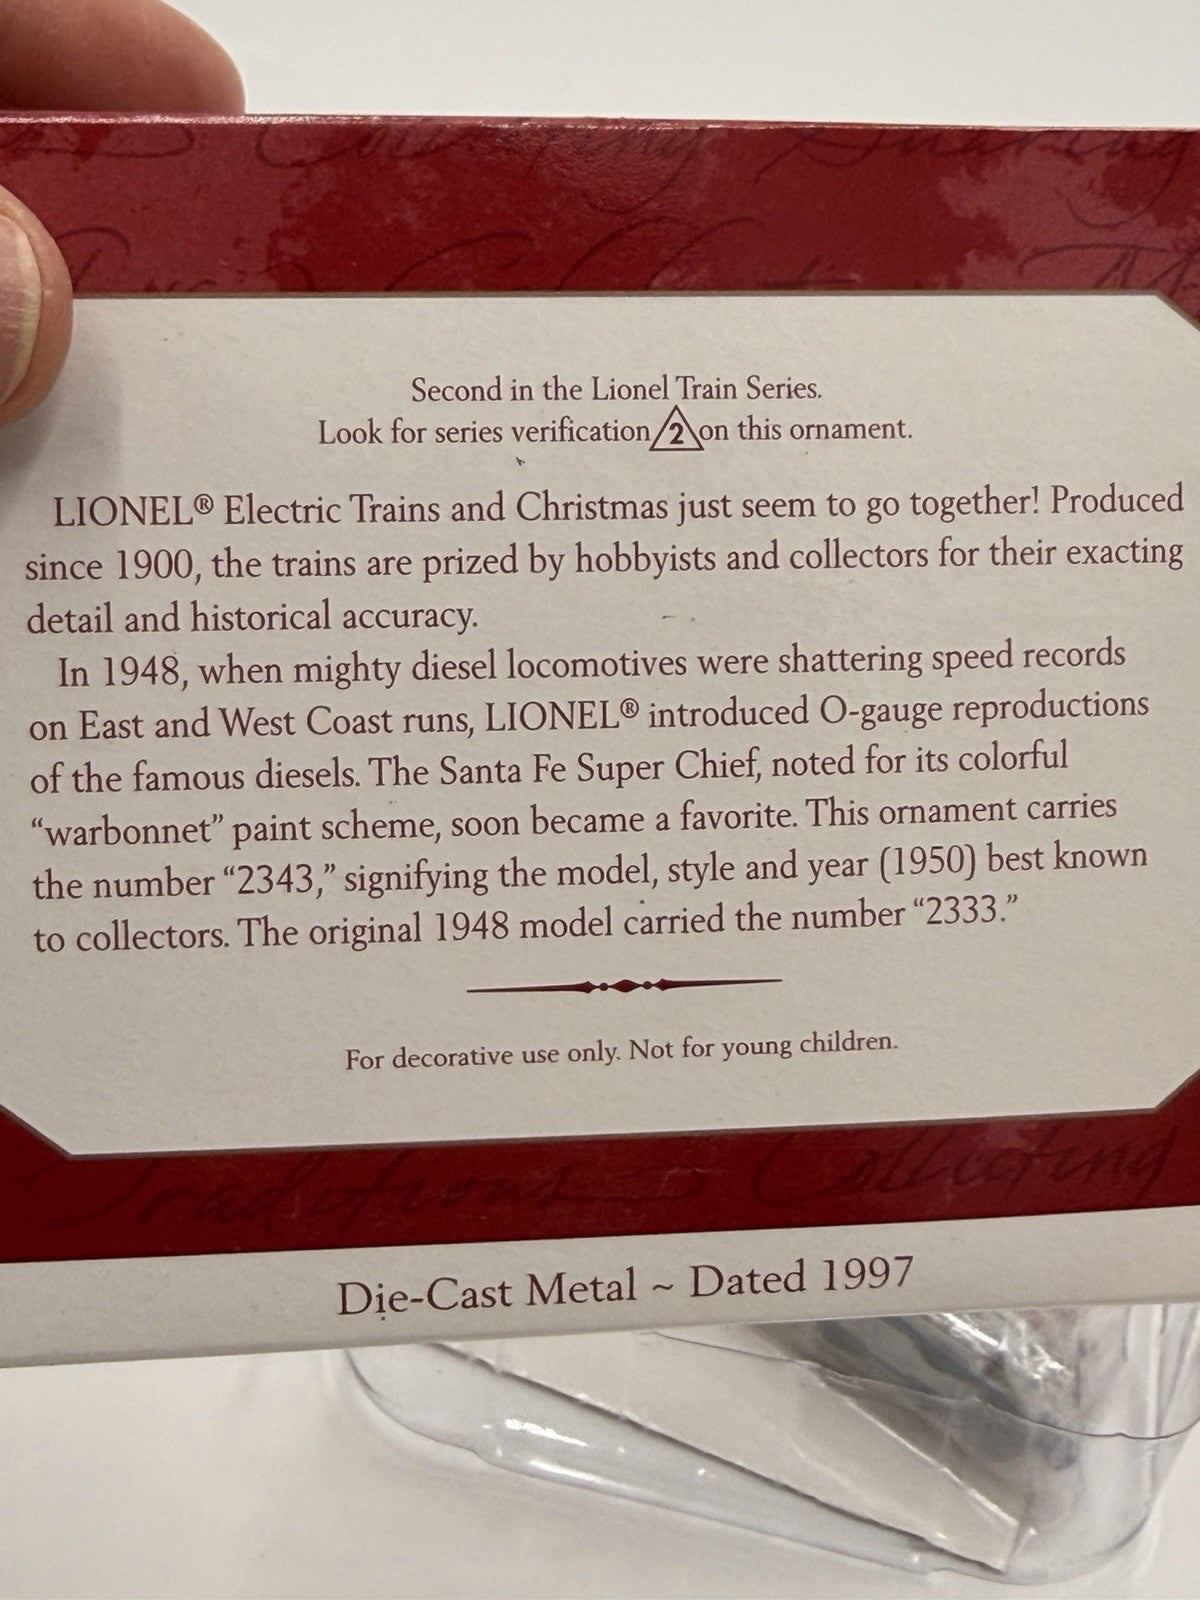 Second in the Lionel Train Series.
Look for series verification 2 on this ornament.
LIONEL® Electric Trains and Christmas just seem to go together! Produced
since 1900, the trains are prized by hobbyists and collectors for their exacting
detail and historical accuracy.
In 1948, when mighty diesel locomotives were shattering speed records
on East and West Coast runs, LIONEL® introduced O-gauge reproductions
of the famous diesels. The Santa Fe Super Chief, noted for its colorful
“warbonnet” paint scheme, soon became a favorite. This ornament carries
the number “2343,” signifying the model, style and year (1950) best known
to collectors. The original 1948 model carried the number “2333.”
For decorative use only. Not for young children.
Traditions Collecting
Die-Cast Metal ~ Dated 1997